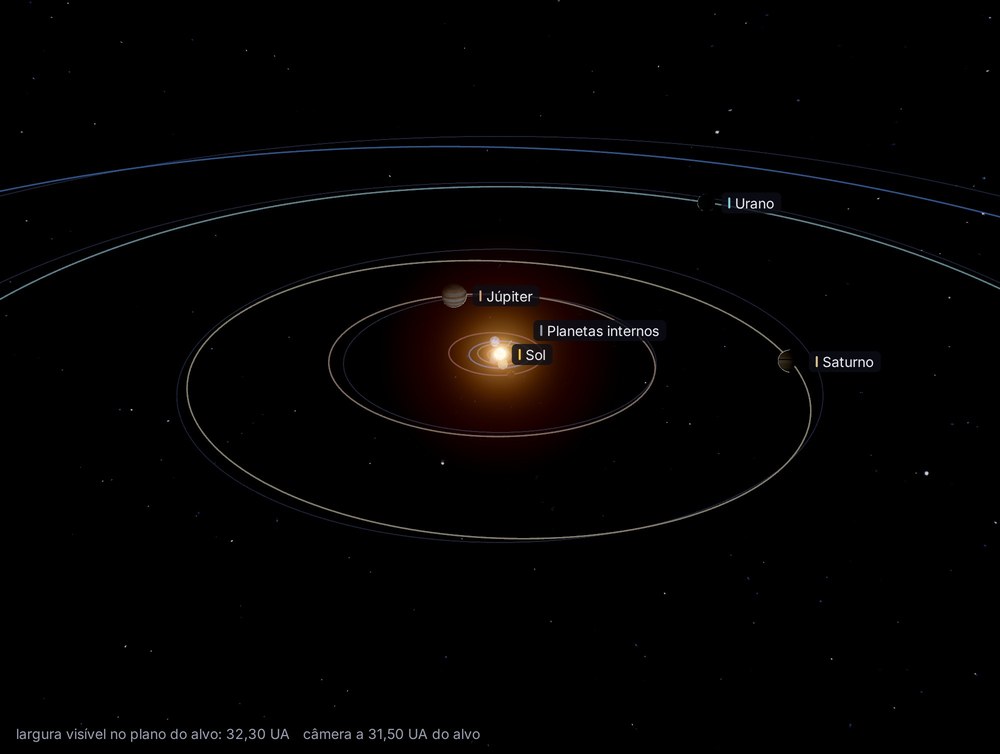 Urano
Júpiter
Planetas internos
Sol
Saturno
largura visível no plano do alvo: 32,30 UA câmera a 31,50 UA do alvo